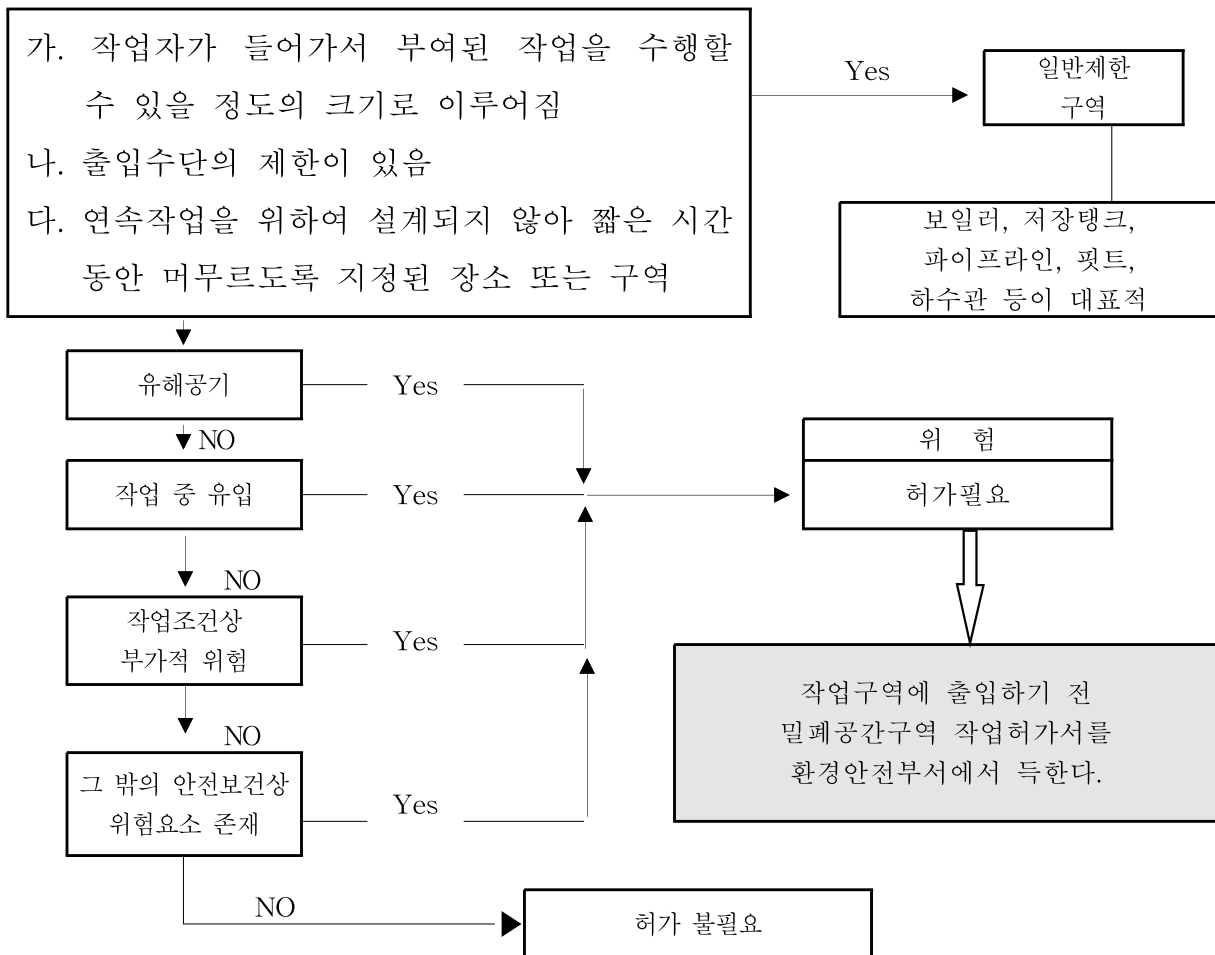 가. 작업자가 들어가서 부여된 작업을 수행할
수 있을 정도의 크기로 이루어짐
나. 출입수단의 제한이 있음
다. 연속작업을 위하여 설계되지 않아 짧은 시간
동안 머무르도록 지정된 장소 또는 구역
Yes
일반제한
구역
보일러, 저장탱크,
파이프라인, 핏트,
하수관 등이 대표적
유해공기
Yes
NO
위 험
작업 중 유입
Yes
허가필요
NO
작업조건상
부가적 위험
Yes
작업구역에 출입하기 전
밀폐공간구역 작업허가서를
환경안전부서에서 득한다.
NO
그 밖의 안전보건상
위험요소 존재
Yes
NO
허가 불필요